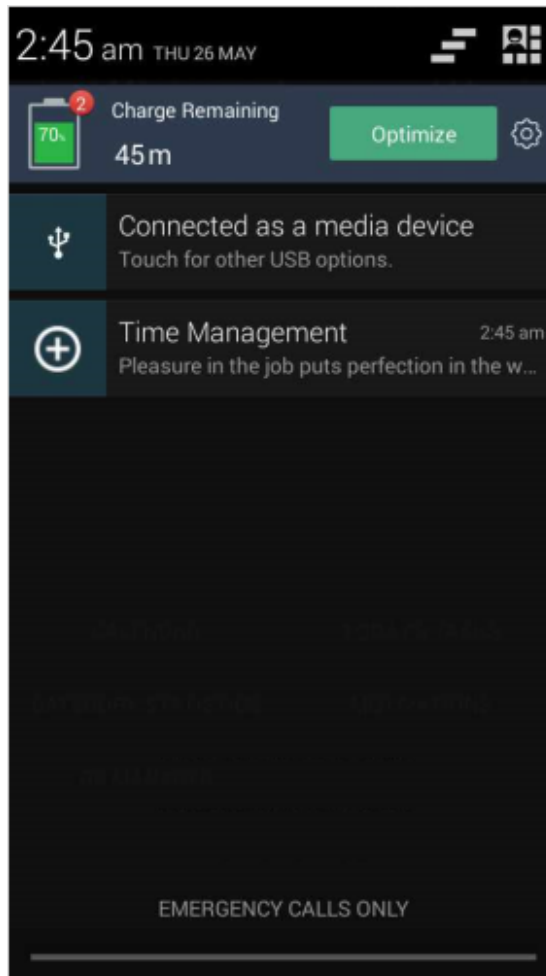 2:45 am THU 26 MAY
2
70%
Charge Remaining
45m
Optimize
Connected as a media device
Touch for other USB options.
Time Management 2:45 am
Pleasure in the job puts perfection in the w...
EMERGENCY CALLS ONLY